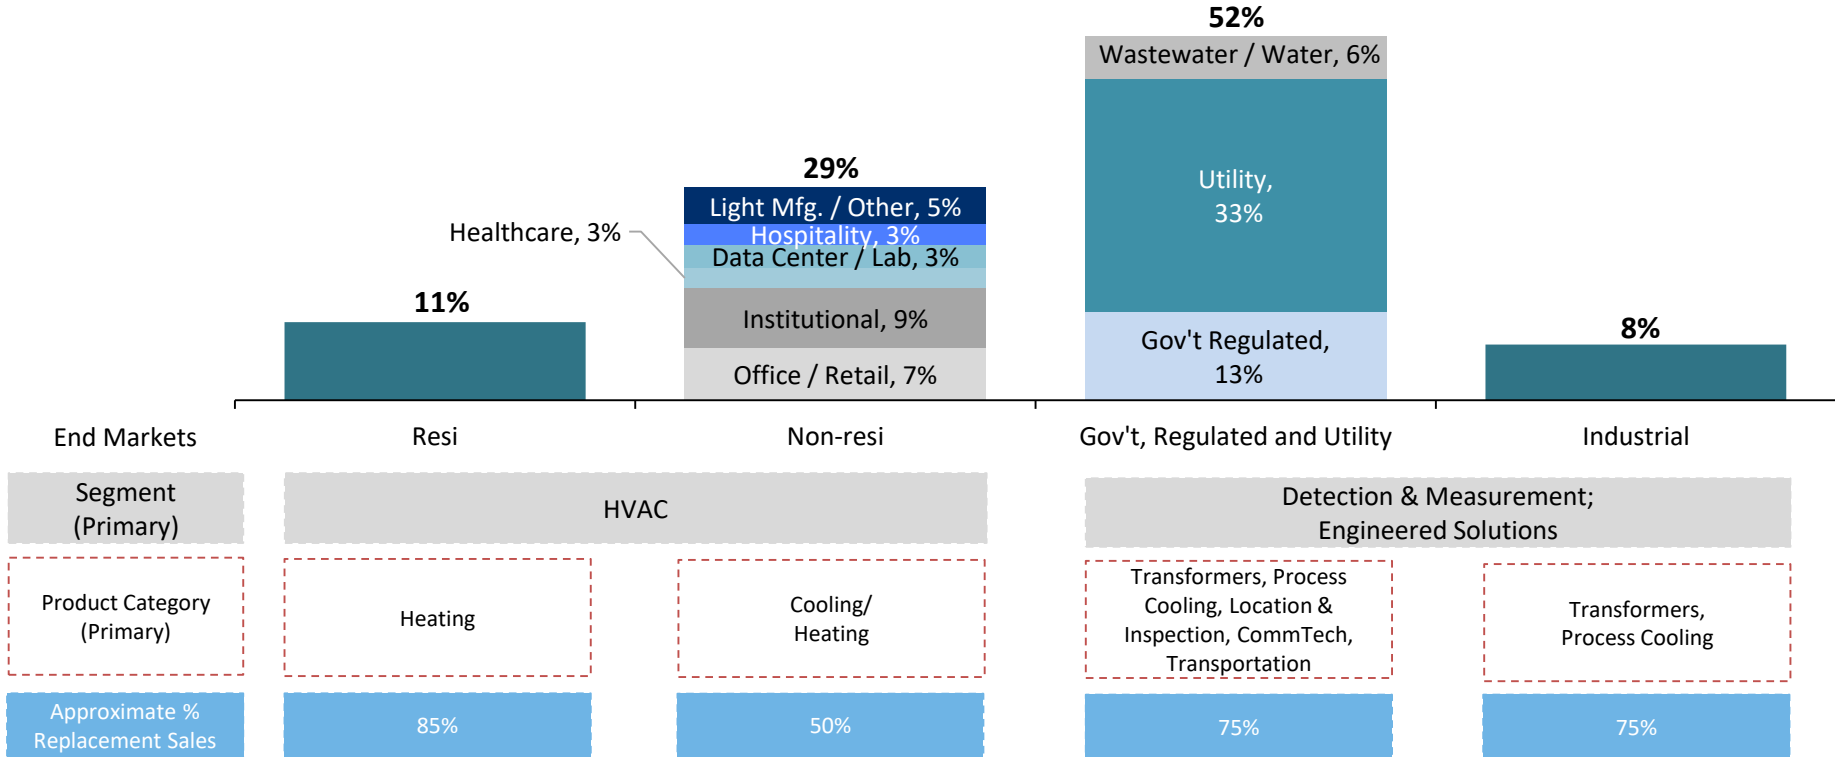 52%
Wastewater / Water, 6%
Utility,
33%
Gov't Regulated,
13%
29%
Light Mfg. / Other, 5%
Hospitality, 3%
Data Center / Lab, 3%
Healthcare, 3%
Institutional, 9%
Office / Retail, 7%
11%
8%
End Markets
Resi
Non-resi
Gov't, Regulated and Utility
Industrial
Segment
(Primary)
HVAC
Detection & Measurement;
Engineered Solutions
Product Category
(Primary)
Heating
Cooling/
Heating
Transformers, Process
Cooling, Location &
Inspection, CommTech,
Transportation
Transformers,
Process Cooling
Approximate %
Replacement Sales
85%
50%
75%
75%